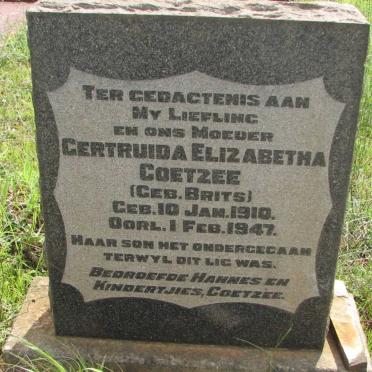 TER GEDACTENIS AAN
MY LIEFLING
EN ONS MOEDER
GERTRUIDA ELIZABETHA
COETZEE
(GEB. BRITS)
GEB. 10 JAN. 1910.
OORL. 1 FEB. 1947.
HAAR SON HET ONDERGEGAAN
TERWYL DIT LIG WAS.
BEDROEFDE HANNES EN
KINDERTJIES, COETZEE.